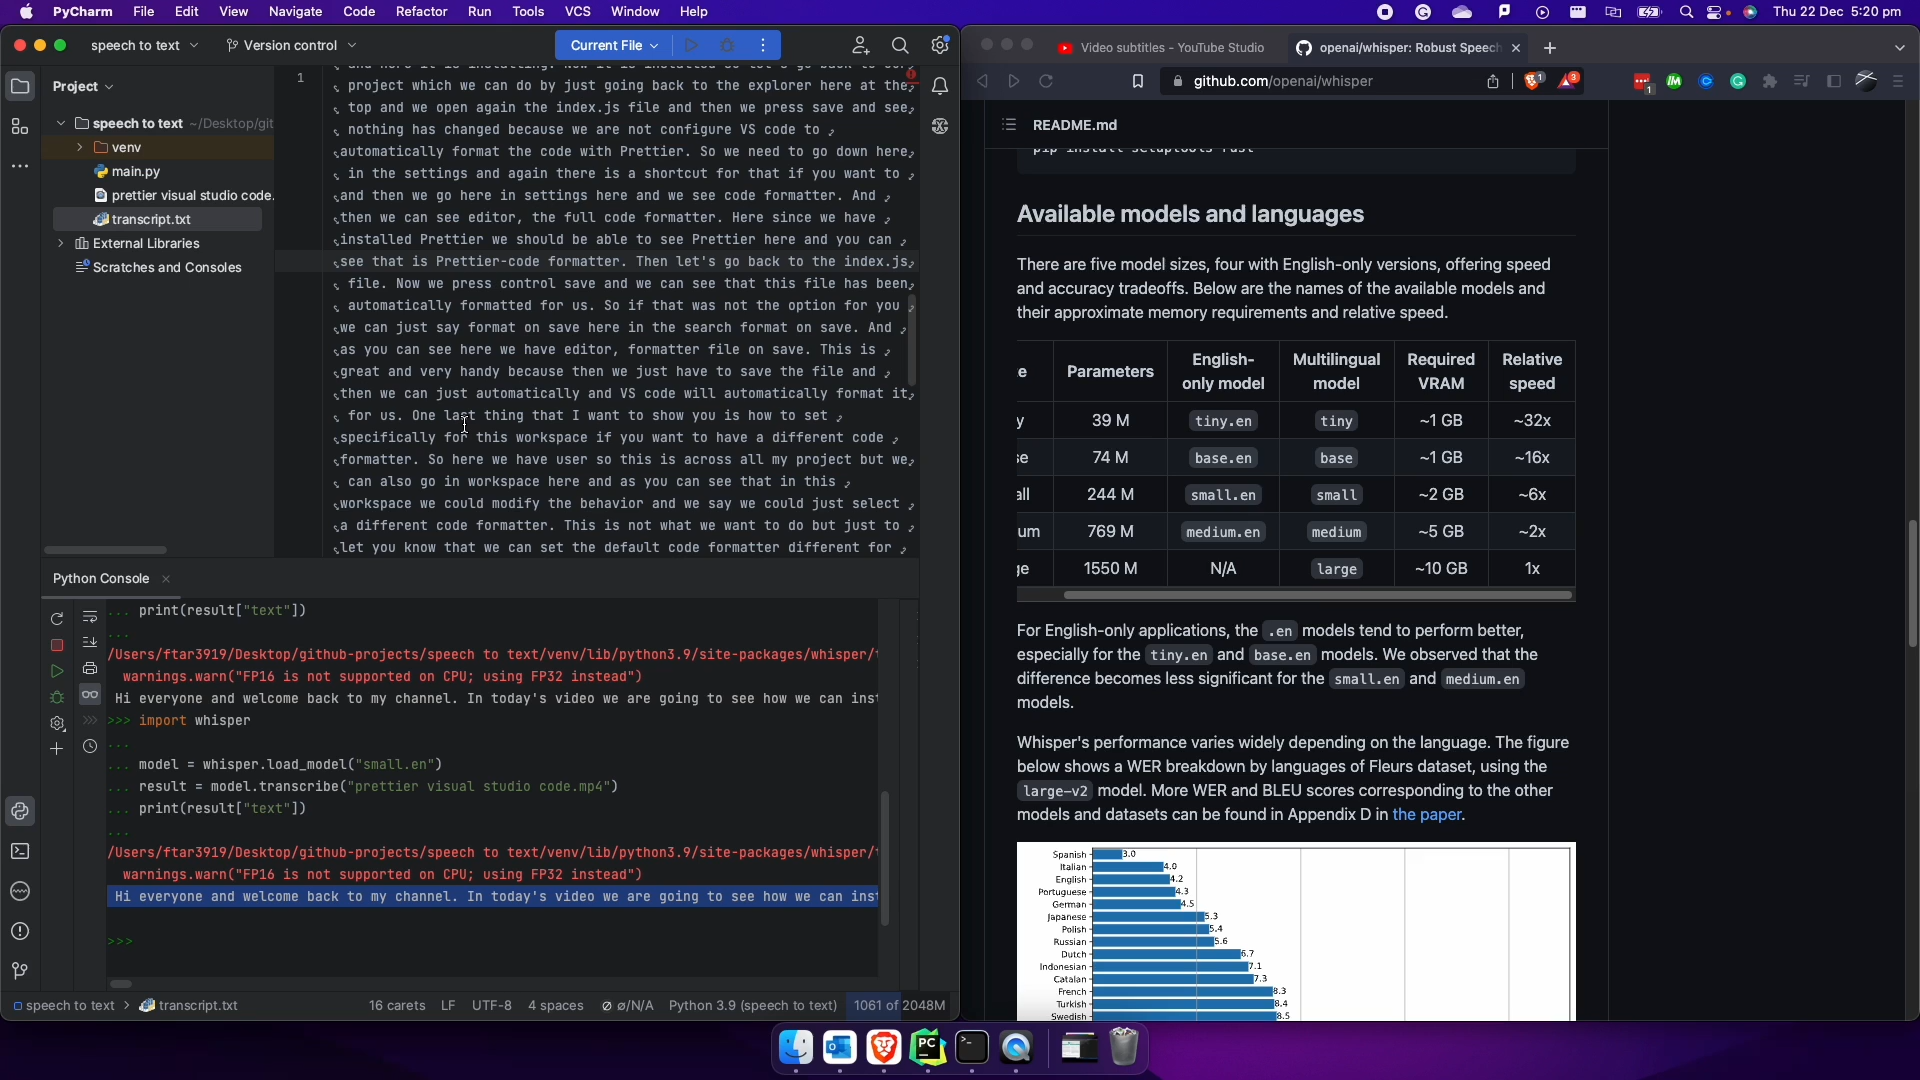 PyCharm File Edit View Navigate Code Refactor Run Tools VCS Window Help
Thu 22 Dec 5:20 pm
speech to text
Version control
Current File
Project
speech to text ~/Desktop/git
venv
main.py
prettier visual studio code.
transcript.txt
External Libraries
Scratches and Consoles
1
project which we can do by just going back to the explorer here at the
top and we open again the index.js file and then we press save and see
nothing has changed because we are not configure VS code to
automatically format the code with Prettier. So we need to go down here
in the settings and again there is a shortcut for that if you want to
and then we go here in settings here and we see code formatter. And
then we can see editor, the full code formatter. Here since we have
installed Prettier we should be able to see Prettier here and you can
see that is Prettier-code formatter. Then let's go back to the index.js
file. Now we press control save and we can see that this file has been
automatically formatted for us. So if that was not the option for you
we can just say format on save here in the search format on save. And
as you can see here we have editor, formatter file on save. This is
great and very handy because then we just have to save the file and
then we can just automatically and VS code will automatically format it
for us. One last thing that I want to show you is how to set
specifically for this workspace if you want to have a different code
formatter. So here we have user so this is across all my project but we
can also go in workspace here and as you can see that in this
workspace we could modify the behavior and we say we could just select
a different code formatter. This is not what we want to do but just to
let you know that we can set the default code formatter different for
Python Console
... print(result["text"])
...
/Users/ftar3919/Desktop/github-projects/speech to text/venv/lib/python3.9/site-packages/whisper/
warnings.warn("FP16 is not supported on CPU; using FP32 instead")
Hi everyone and welcome back to my channel. In today's video we are going to see how we can inst
>>> import whisper
...
... model = whisper.load_model("small.en")
... result = model.transcribe("prettier visual studio code.mp4")
... print(result["text"])
...
/Users/ftar3919/Desktop/github-projects/speech to text/venv/lib/python3.9/site-packages/whisper/
warnings.warn("FP16 is not supported on CPU; using FP32 instead")
Hi everyone and welcome back to my channel. In today's video we are going to see how we can inst
>>>
speech to text > transcript.txt
16 carets LF UTF-8 4 spaces ⌀/N/A Python 3.9 (speech to text) 1061 of 2048M
Video subtitles - YouTube Studio
openai/whisper: Robust Speech
github.com/openai/whisper
1
3
1
README.md
pip install setuptools-rust
Available models and languages
There are five model sizes, four with English-only versions, offering speed
and accuracy tradeoffs. Below are the names of the available models and
their approximate memory requirements and relative speed.
e Parameters English-only model Multilingual model Required VRAM Relative speed
y 39 M tiny.en tiny ~1 GB ~32x
se 74 M base.en base ~1 GB ~16x
all 244 M small.en small ~2 GB ~6x
um 769 M medium.en medium ~5 GB ~2x
ge 1550 M N/A large ~10 GB 1x
For English-only applications, the .en models tend to perform better,
especially for the tiny.en and base.en models. We observed that the
difference becomes less significant for the small.en and medium.en
models.
Whisper's performance varies widely depending on the language. The figure
below shows a WER breakdown by languages of Fleurs dataset, using the
large-v2 model. More WER and BLEU scores corresponding to the other
models and datasets can be found in Appendix D in the paper.
Spanish 3.0
Italian 4.0
English 4.2
Portuguese 4.3
German 4.5
Japanese 5.3
Polish 5.4
Russian 5.6
Dutch 6.7
Indonesian 7.1
Catalan 7.3
French 8.3
Turkish 8.4
Swedish 8.5
PC